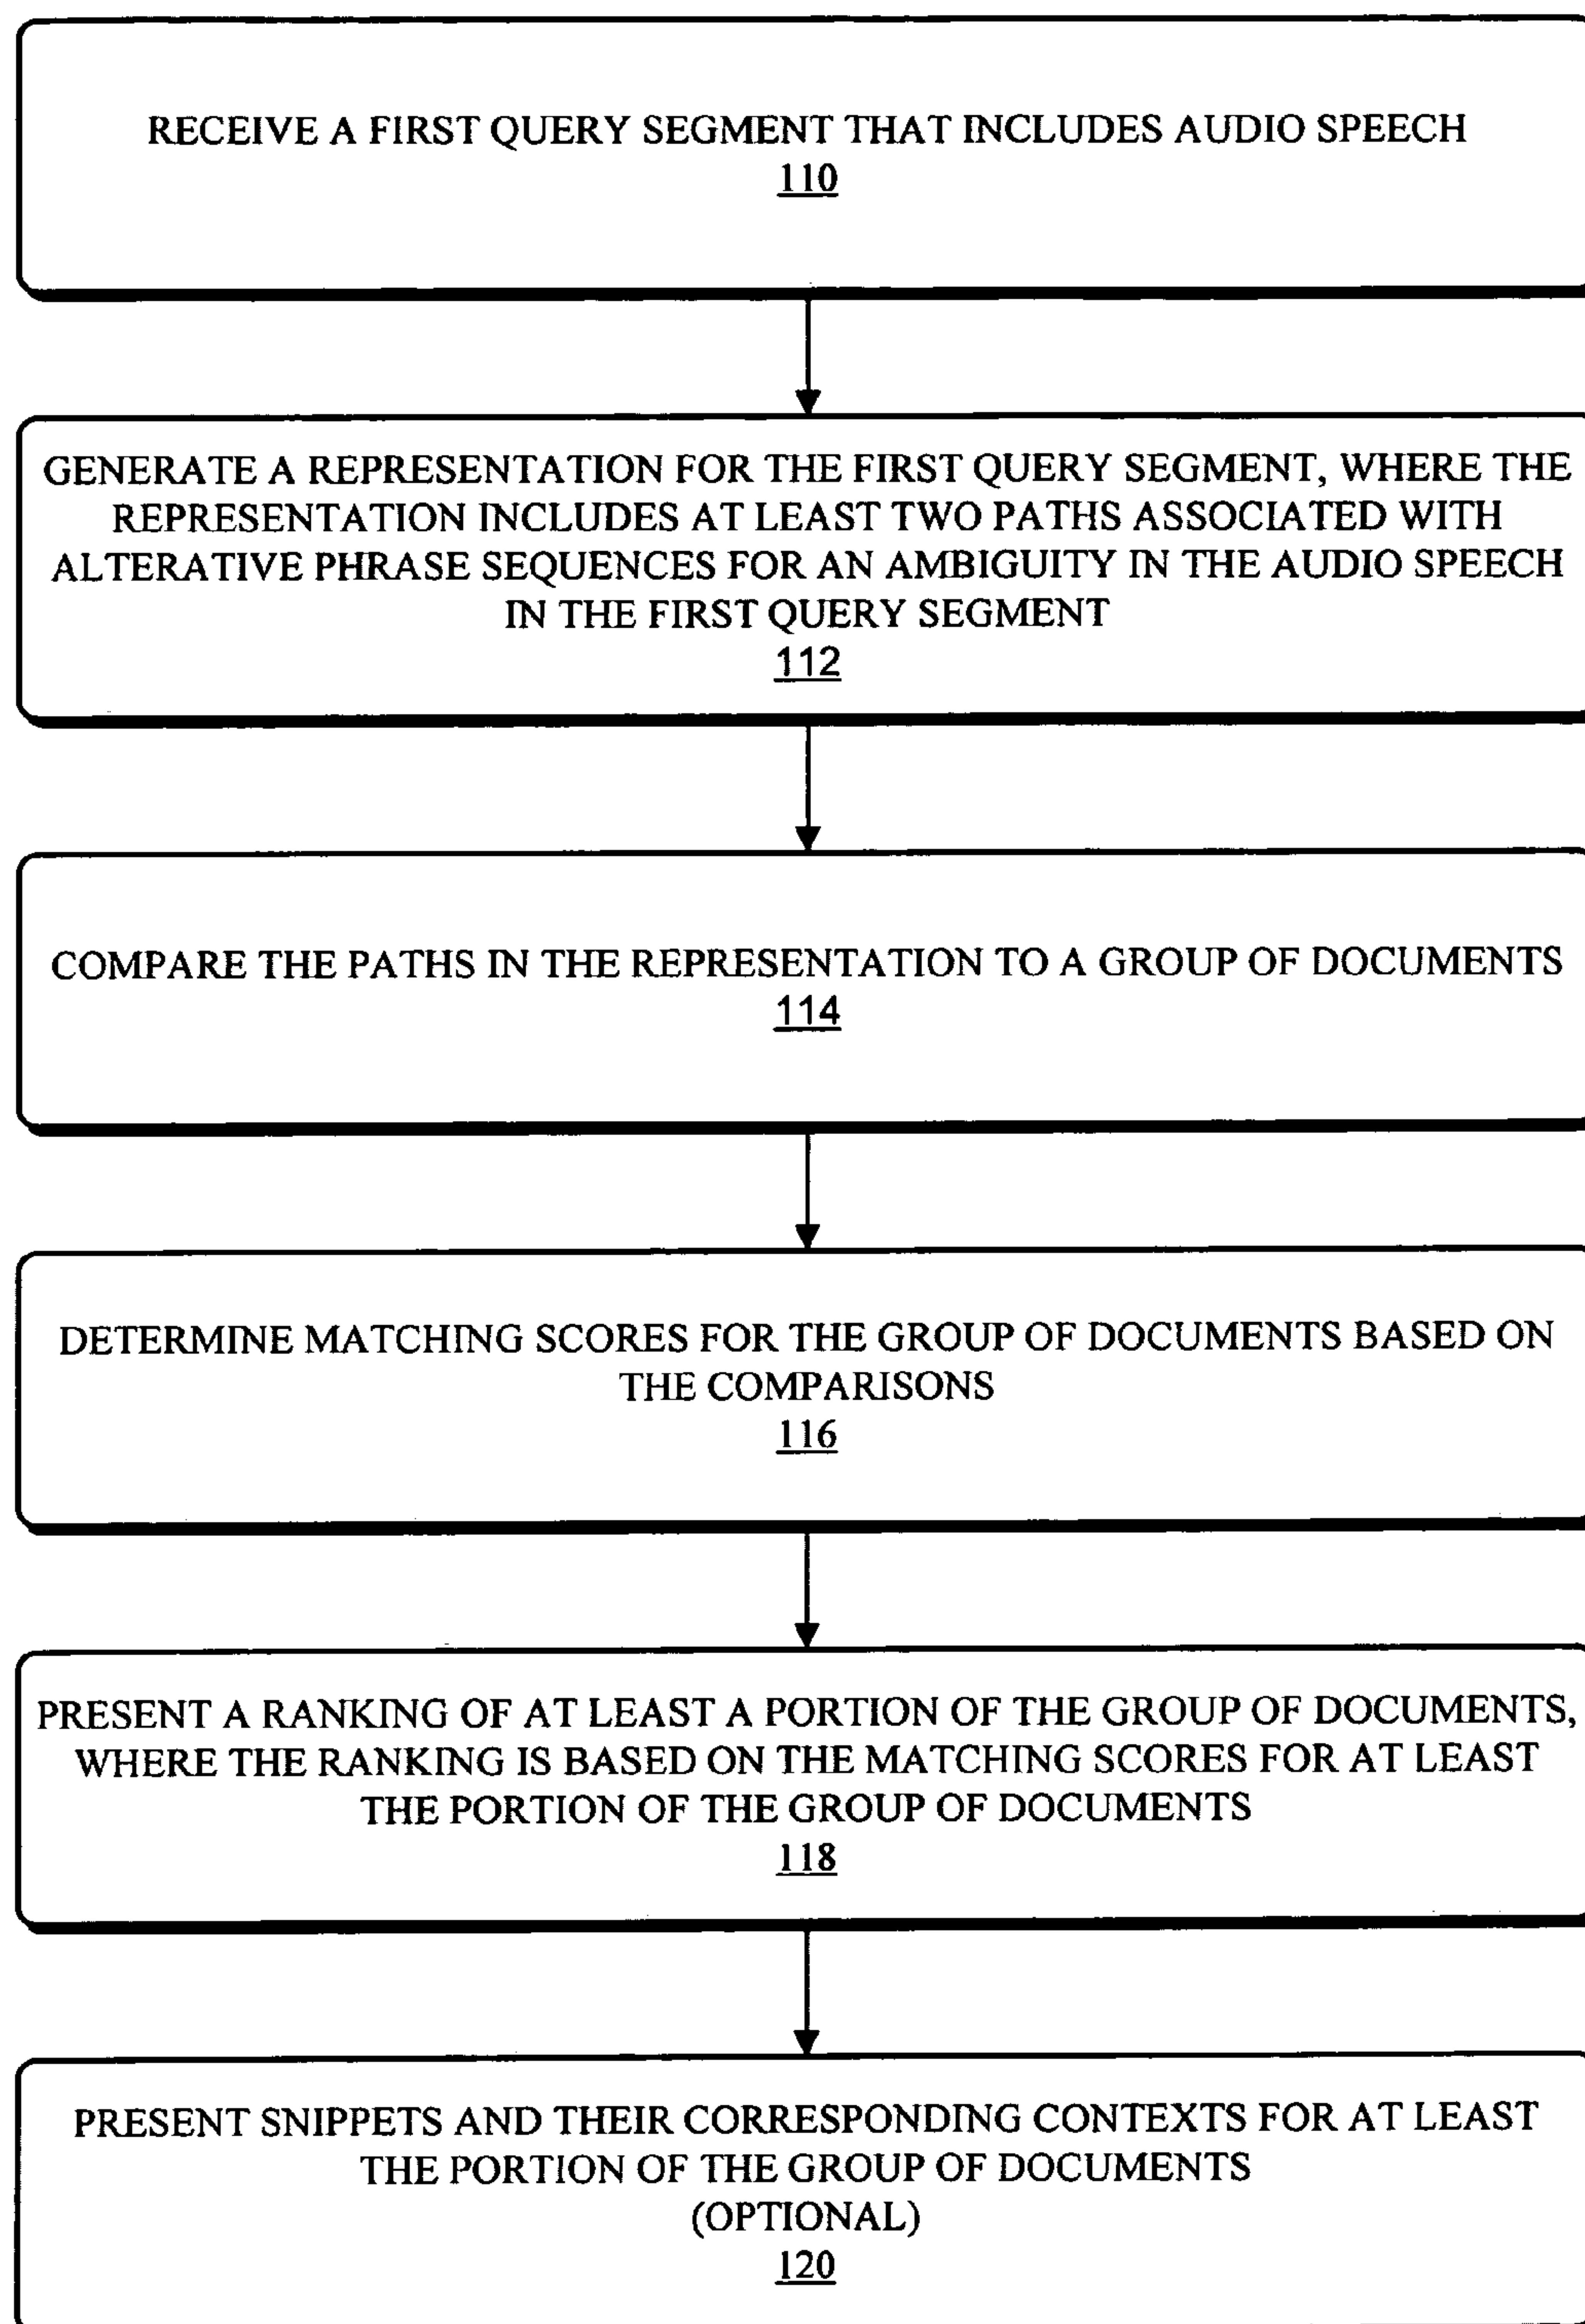 RECEIVE A FIRST QUERY SEGMENT THAT INCLUDES AUDIO SPEECH
110
GENERATE A REPRESENTATION FOR THE FIRST QUERY SEGMENT, WHERE THE
REPRESENTATION INCLUDES AT LEAST TWO PATHS ASSOCIATED WITH
ALTERATIVE PHRASE SEQUENCES FOR AN AMBIGUITY IN THE AUDIO SPEECH
IN THE FIRST QUERY SEGMENT
112
COMPARE THE PATHS IN THE REPRESENTATION TO A GROUP OF DOCUMENTS
114
DETERMINE MATCHING SCORES FOR THE GROUP OF DOCUMENTS BASED ON
THE COMPARISONS
116
PRESENT A RANKING OF AT LEAST A PORTION OF THE GROUP OF DOCUMENTS,
WHERE THE RANKING IS BASED ON THE MATCHING SCORES FOR AT LEAST
THE PORTION OF THE GROUP OF DOCUMENTS
118
PRESENT SNIPPETS AND THEIR CORRESPONDING CONTEXTS FOR AT LEAST
THE PORTION OF THE GROUP OF DOCUMENTS
(OPTIONAL)
120